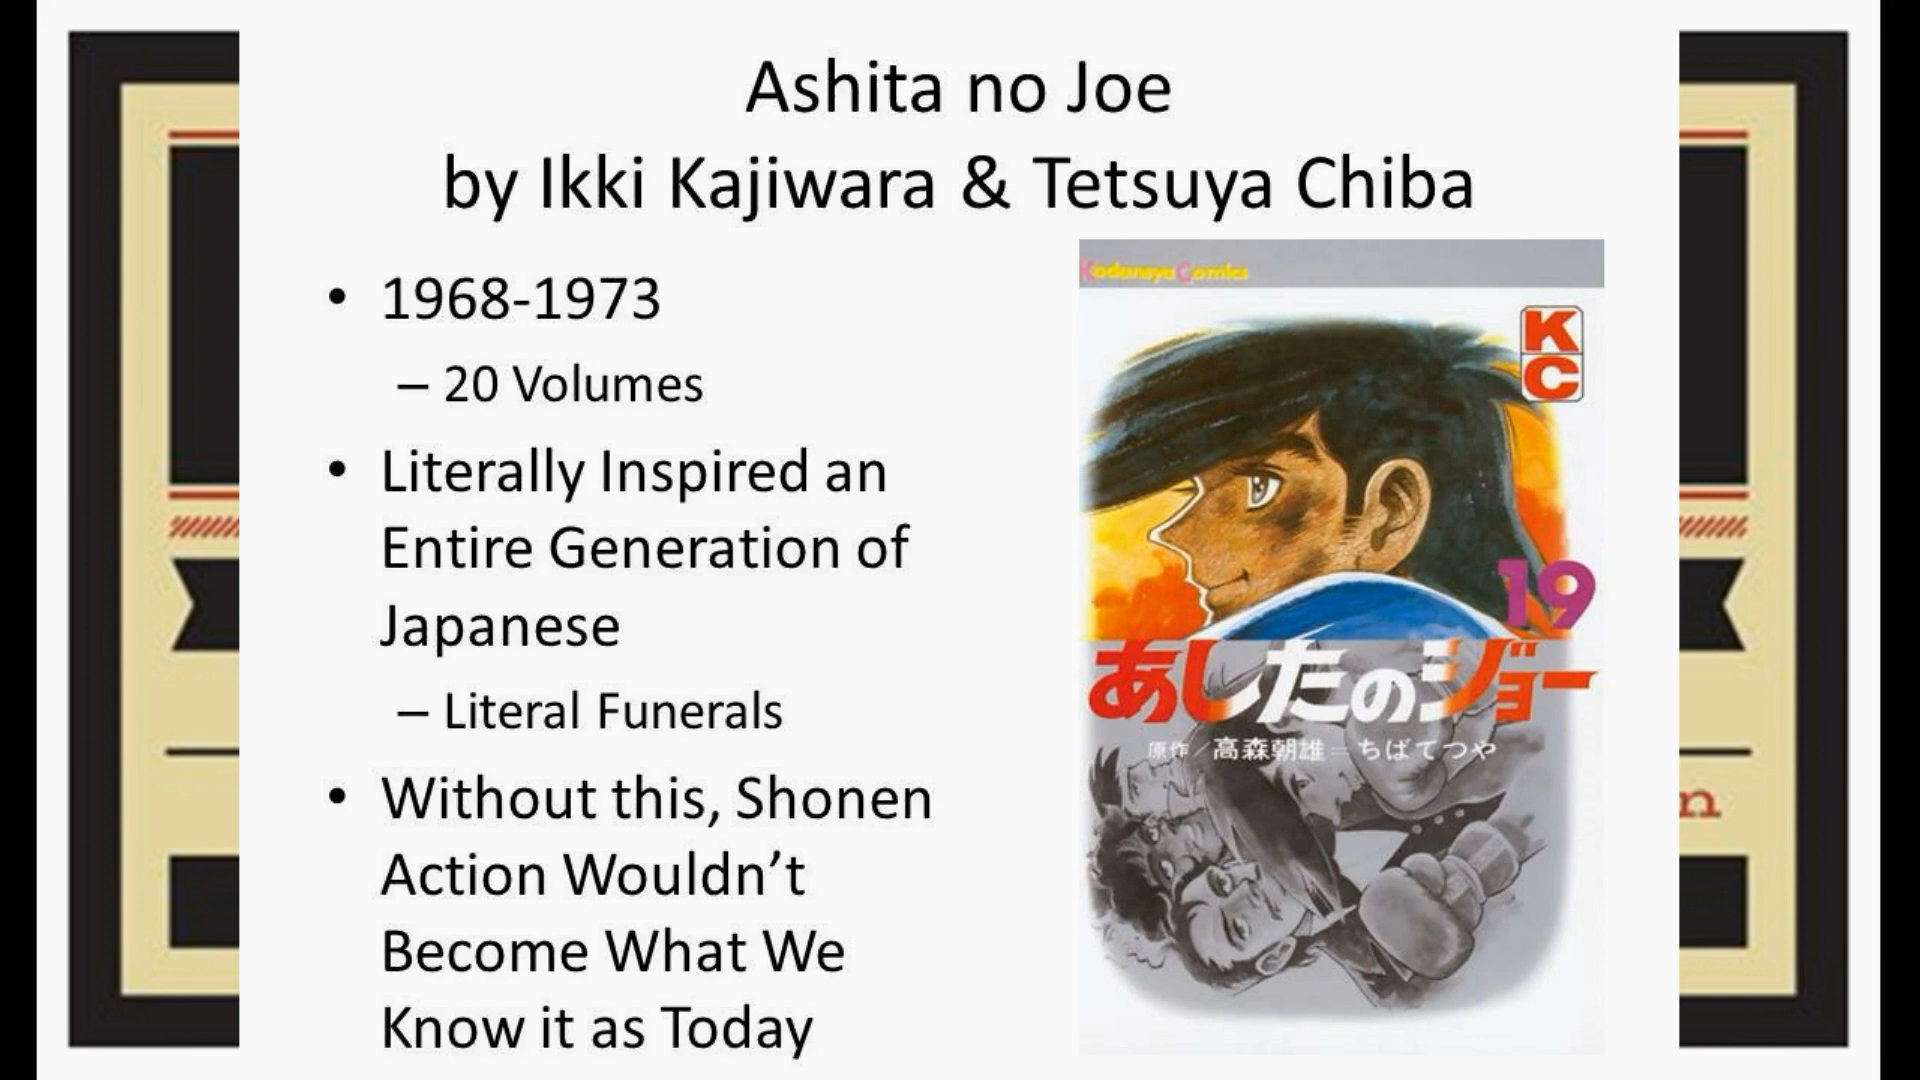 Ashita no Joe
by Ikki Kajiwara & Tetsuya Chiba
• 1968-1973
– 20 Volumes
• Literally Inspired an
Entire Generation of
Japanese
– Literal Funerals
• Without this, Shonen
Action Wouldn’t
Become What We
Know it as Today
Kodansya Comics
K
C
19
あしたのジョー
原作/高森朝雄=ちばてつや
n